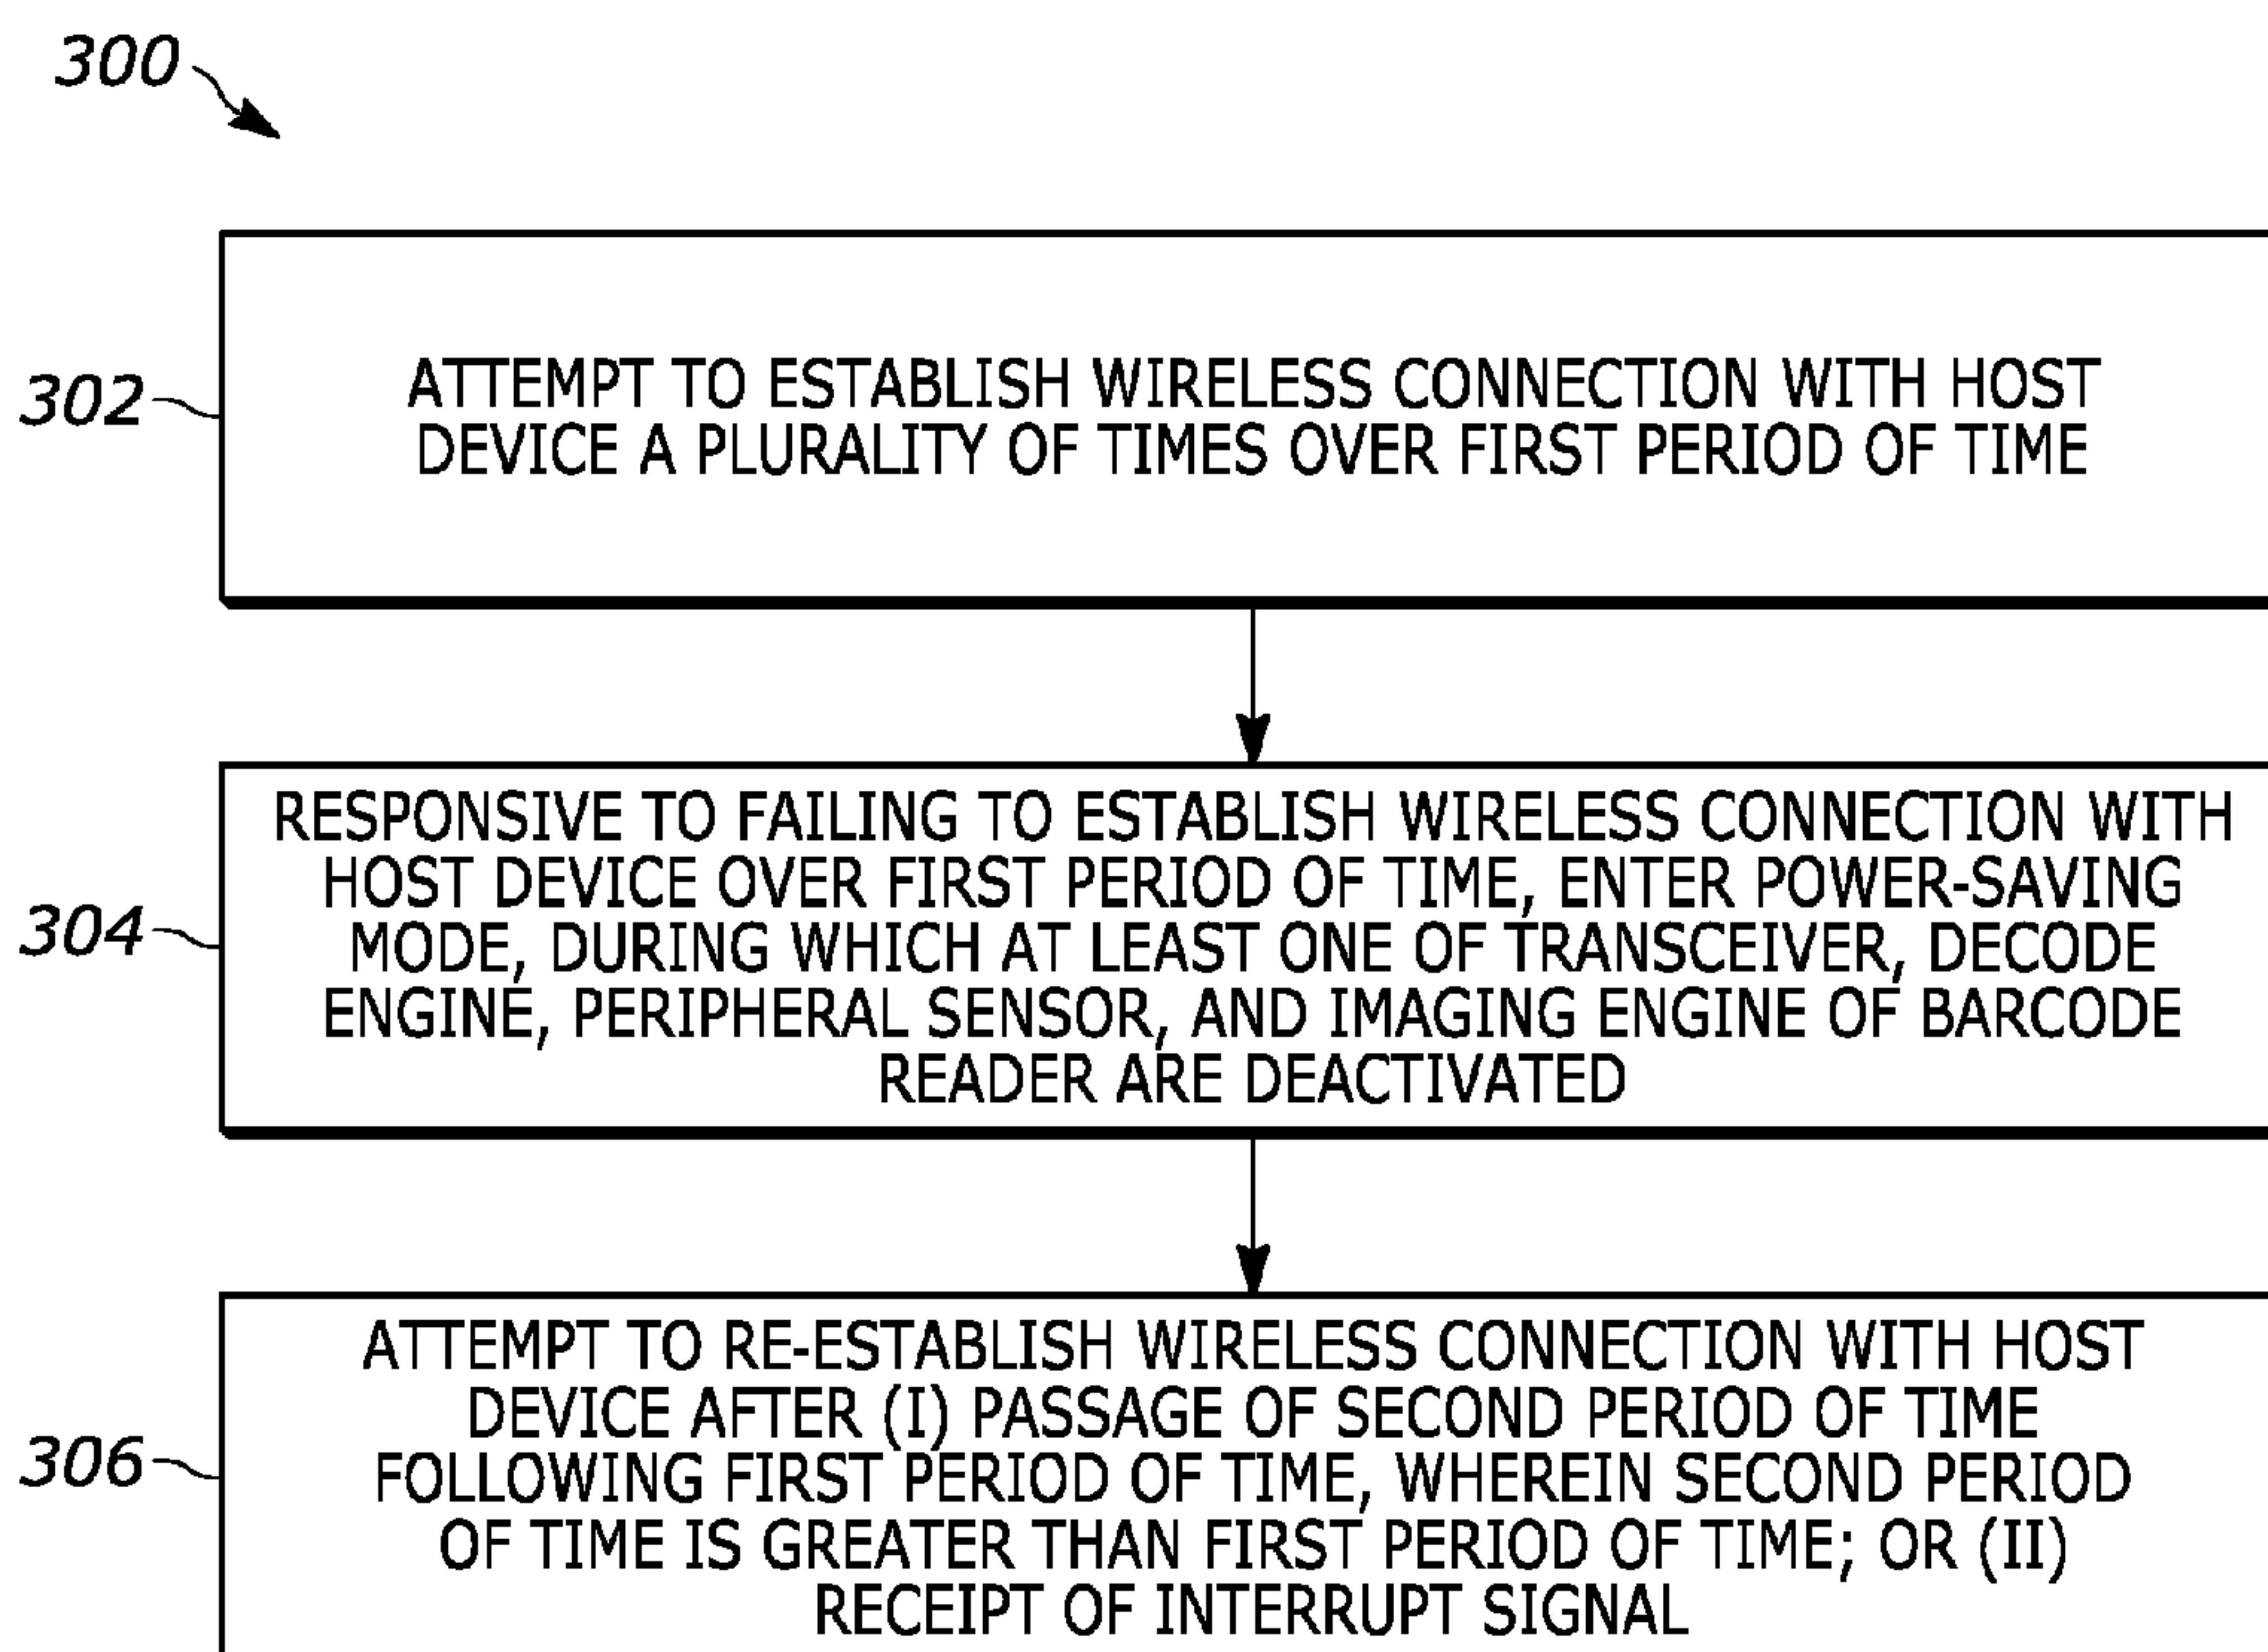 300
302
ATTEMPT TO ESTABLISH WIRELESS CONNECTION WITH HOST
DEVICE A PLURALITY OF TIMES OVER FIRST PERIOD OF TIME
304
RESPONSIVE TO FAILING TO ESTABLISH WIRELESS CONNECTION WITH
HOST DEVICE OVER FIRST PERIOD OF TIME, ENTER POWER-SAVING
MODE, DURING WHICH AT LEAST ONE OF TRANSCEIVER, DECODE
ENGINE, PERIPHERAL SENSOR, AND IMAGING ENGINE OF BARCODE
READER ARE DEACTIVATED
306
ATTEMPT TO RE-ESTABLISH WIRELESS CONNECTION WITH HOST
DEVICE AFTER (I) PASSAGE OF SECOND PERIOD OF TIME
FOLLOWING FIRST PERIOD OF TIME, WHEREIN SECOND PERIOD
OF TIME IS GREATER THAN FIRST PERIOD OF TIME; OR (II)
RECEIPT OF INTERRUPT SIGNAL